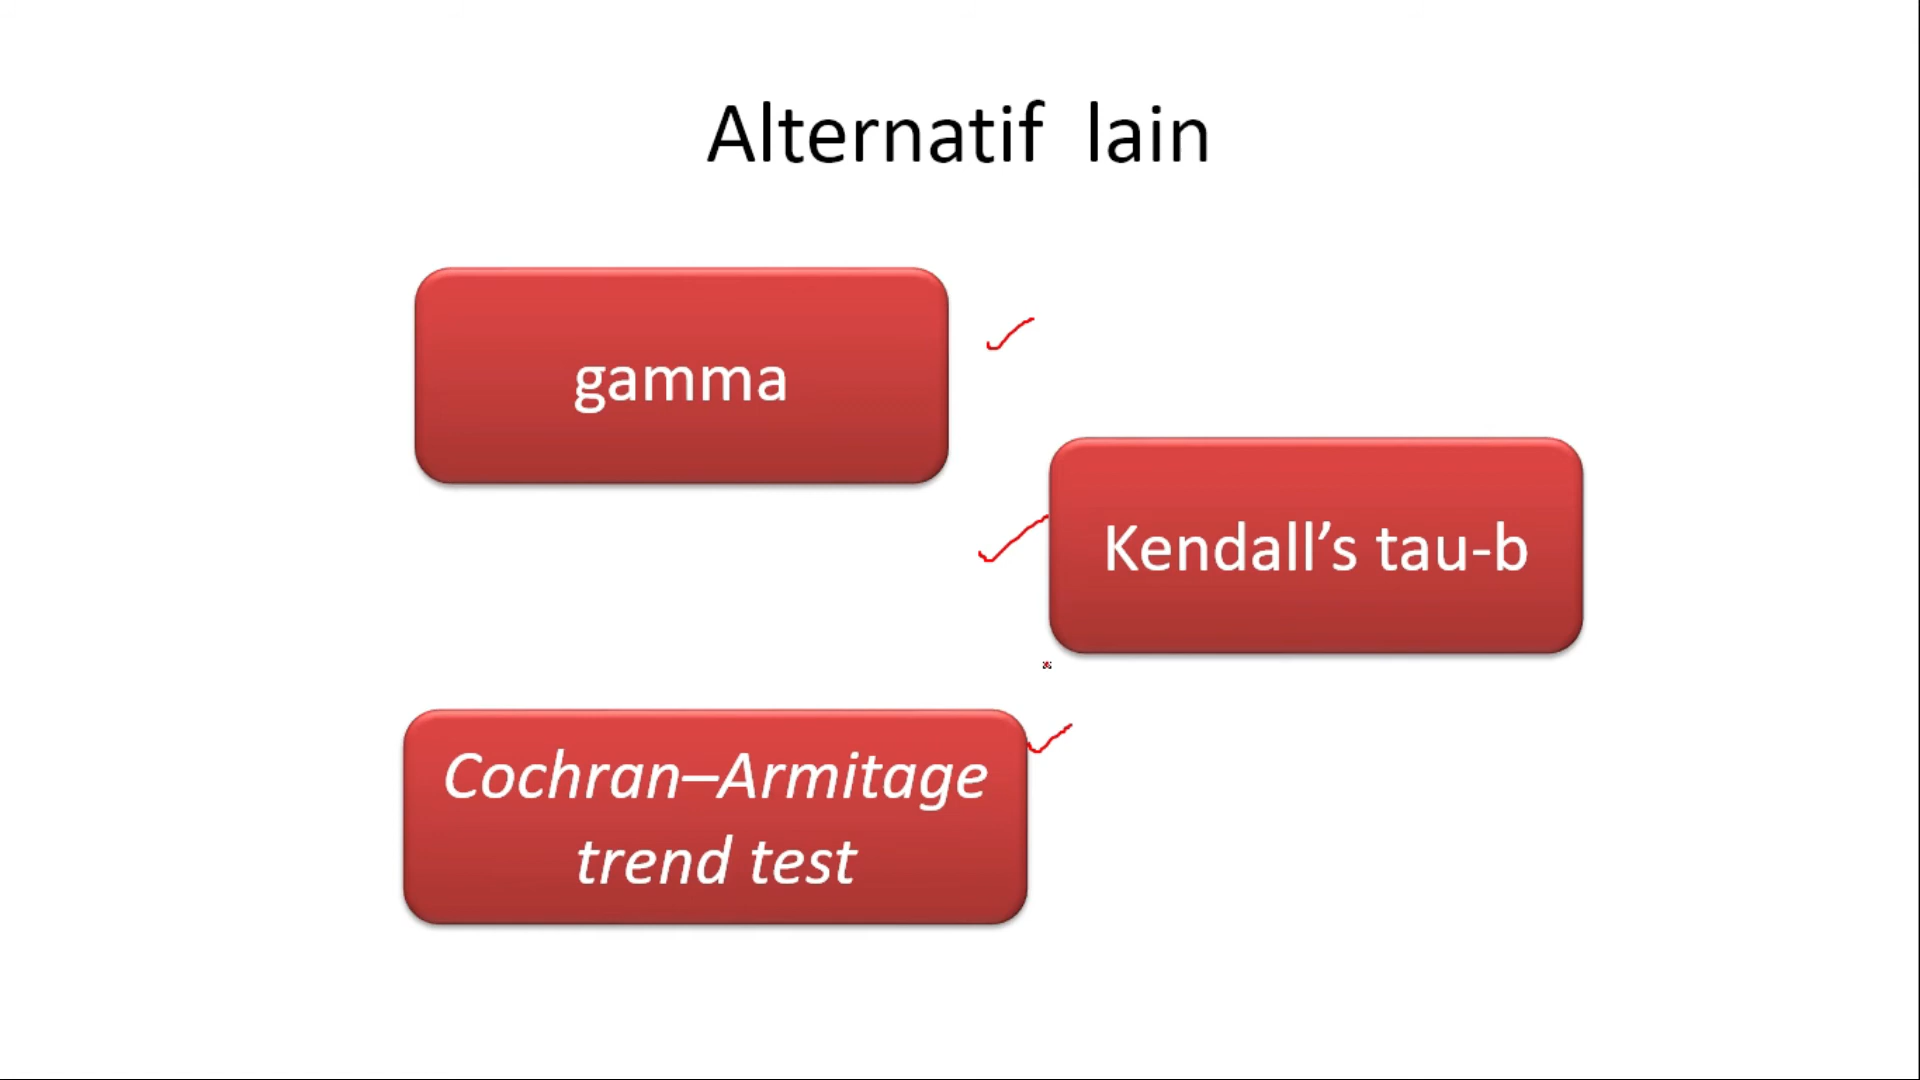 Alternatif lain
gamma
Kendall’s tau-b
Cochran–Armitage
trend test